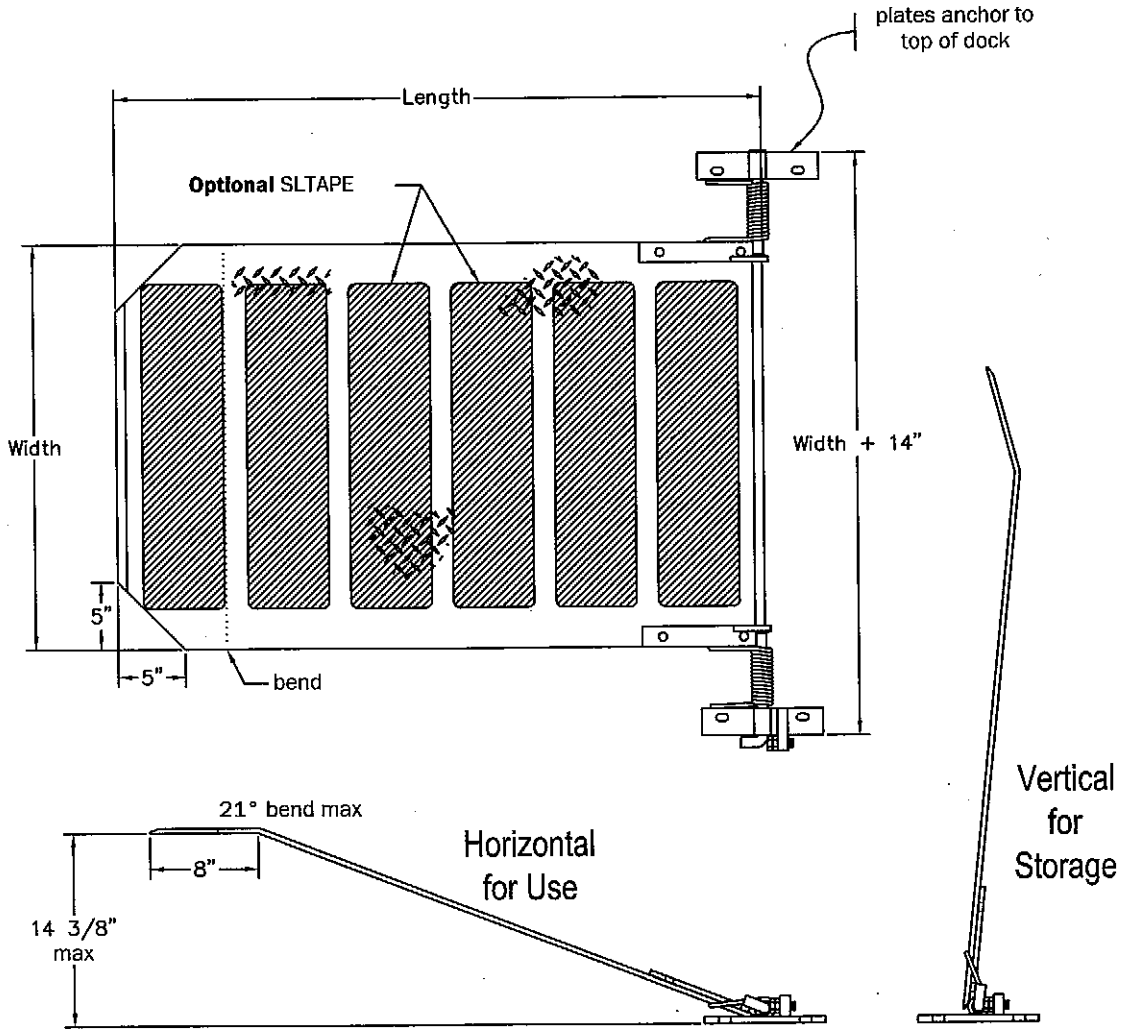 plates anchor to
top of dock
Length
Optional SLTAPE
Width
Width + 14"
5"
5"
bend
21° bend max
8"
14 3/8"
max
Horizontal
for Use
Vertical
for
Storage